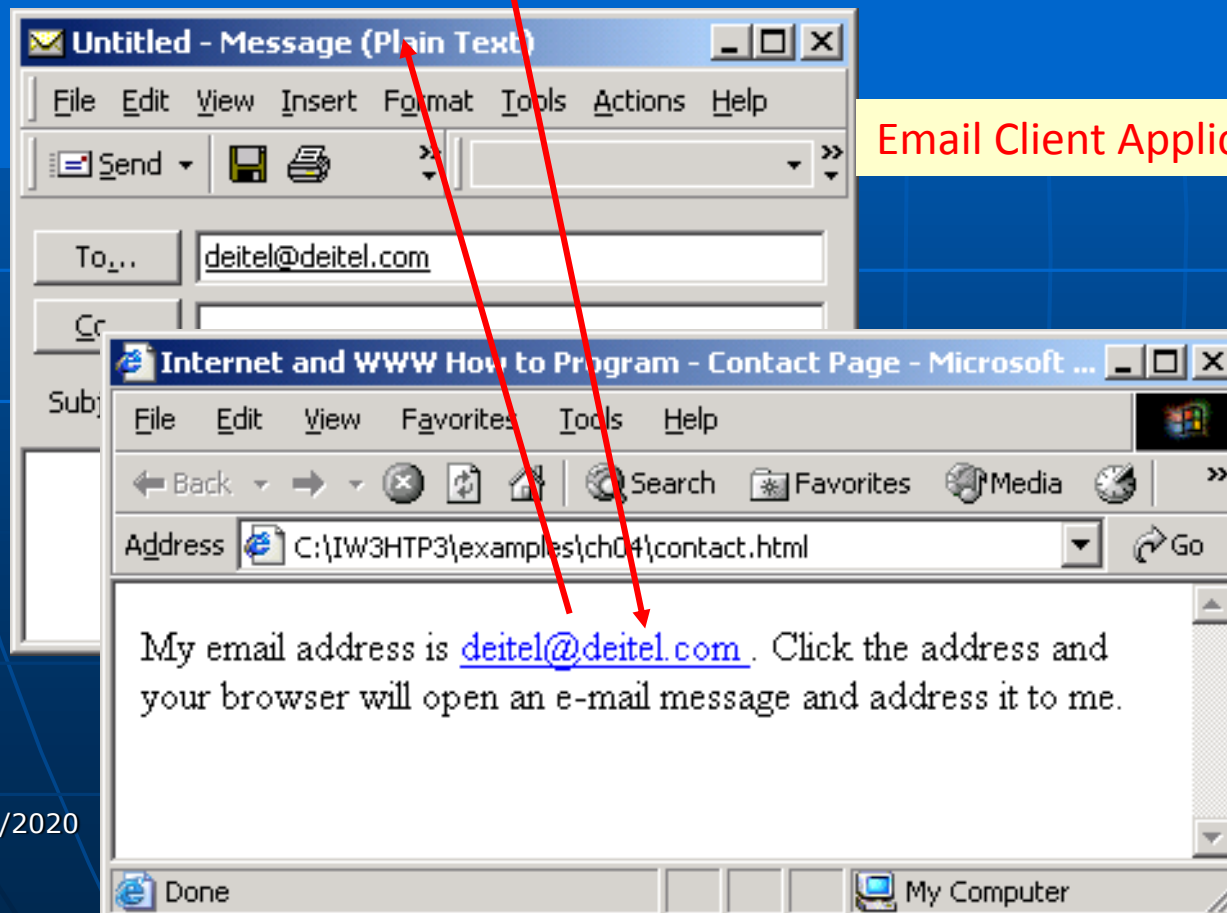 Untitled - Message (Plain Text)
File Edit View Insert Format Tools Actions Help
Send
Email Client Applic
To...
deitel@deitel.com
Cc
Subj
Internet and WWW How to Program - Contact Page - Microsoft ...
File Edit View Favorites Tools Help
Back Search Favorites Media
Address C:\IW3HTP3\examples\ch04\contact.html Go
My email address is deitel@deitel.com . Click the address and
your browser will open an e-mail message and address it to me.
/2020
Done My Computer